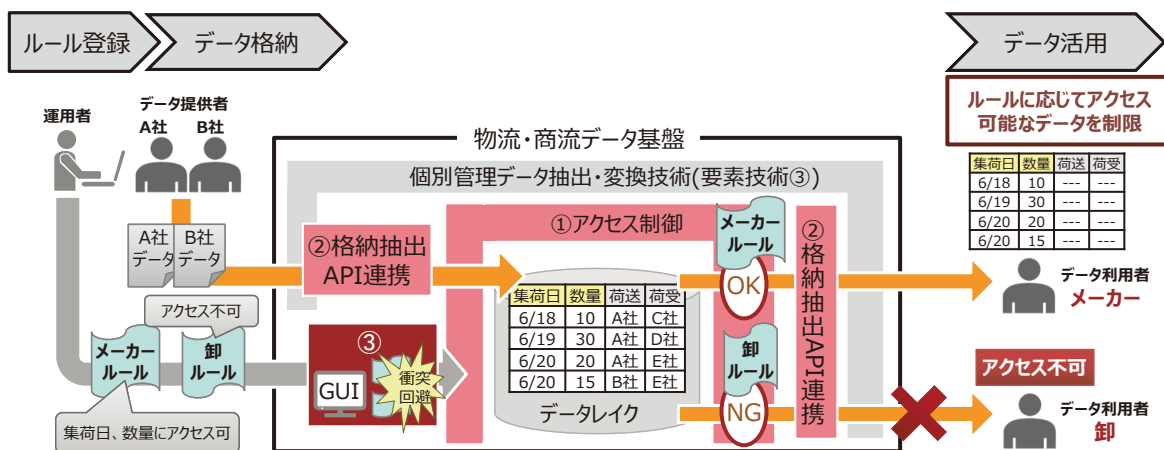 ルール登録
データ格納
データ活用
運用者
データ提供者
A社
B社
ルールに応じてアクセス
可能なデータを制限
物流・商流データ基盤
個別管理データ抽出・変換技術(要素技術③)
集荷日 数量 荷送 荷受
6/18 10 --- ---
6/19 30 --- ---
6/20 20 --- ---
6/20 15 --- ---
A社
データ
B社
データ
②格納抽出
API連携
①アクセス制御
メーカー
ルール
OK
②格納抽出API連携
データ利用者
メーカー
アクセス不可
メーカー
ルール
卸
ルール
集荷日、数量にアクセス可
③
GUI
衝突
回避
集荷日 数量 荷送 荷受
6/18 10 A社 C社
6/19 30 A社 D社
6/20 20 A社 E社
6/20 15 B社 E社
データレイク
卸
ルール
NG
アクセス不可
データ利用者
卸